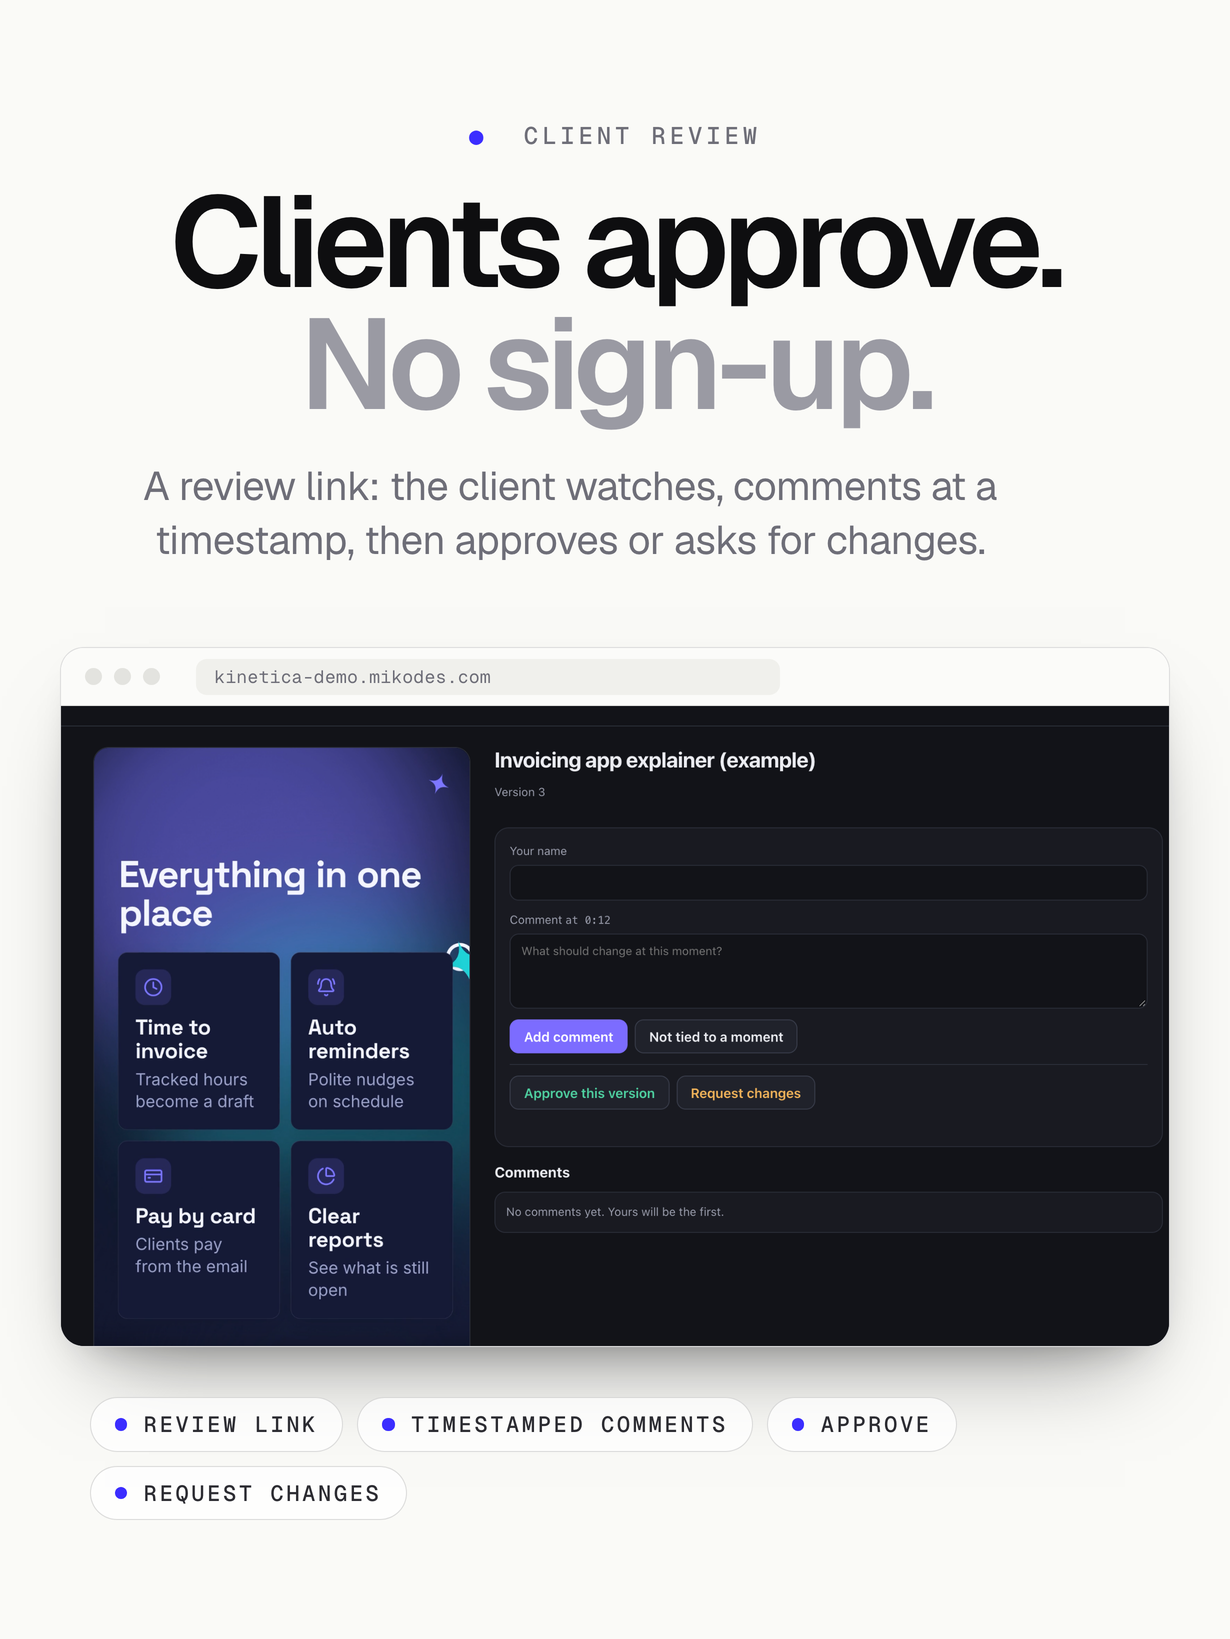 CLIENT REVIEW
Clients approve.
No sign-up.
A review link: the client watches, comments at a
timestamp, then approves or asks for changes.
kinetica-demo.mikodes.com
Everything in one
place
Time to
invoice
Tracked hours
become a draft
Auto
reminders
Polite nudges
on schedule
Pay by card
Clients pay
from the email
Clear
reports
See what is still
open
Invoicing app explainer (example)
Version 3
Your name
Comment at 0:12
What should change at this moment?
Add comment
Not tied to a moment
Approve this version
Request changes
Comments
No comments yet. Yours will be the first.
REVIEW LINK
TIMESTAMPED COMMENTS
APPROVE
REQUEST CHANGES